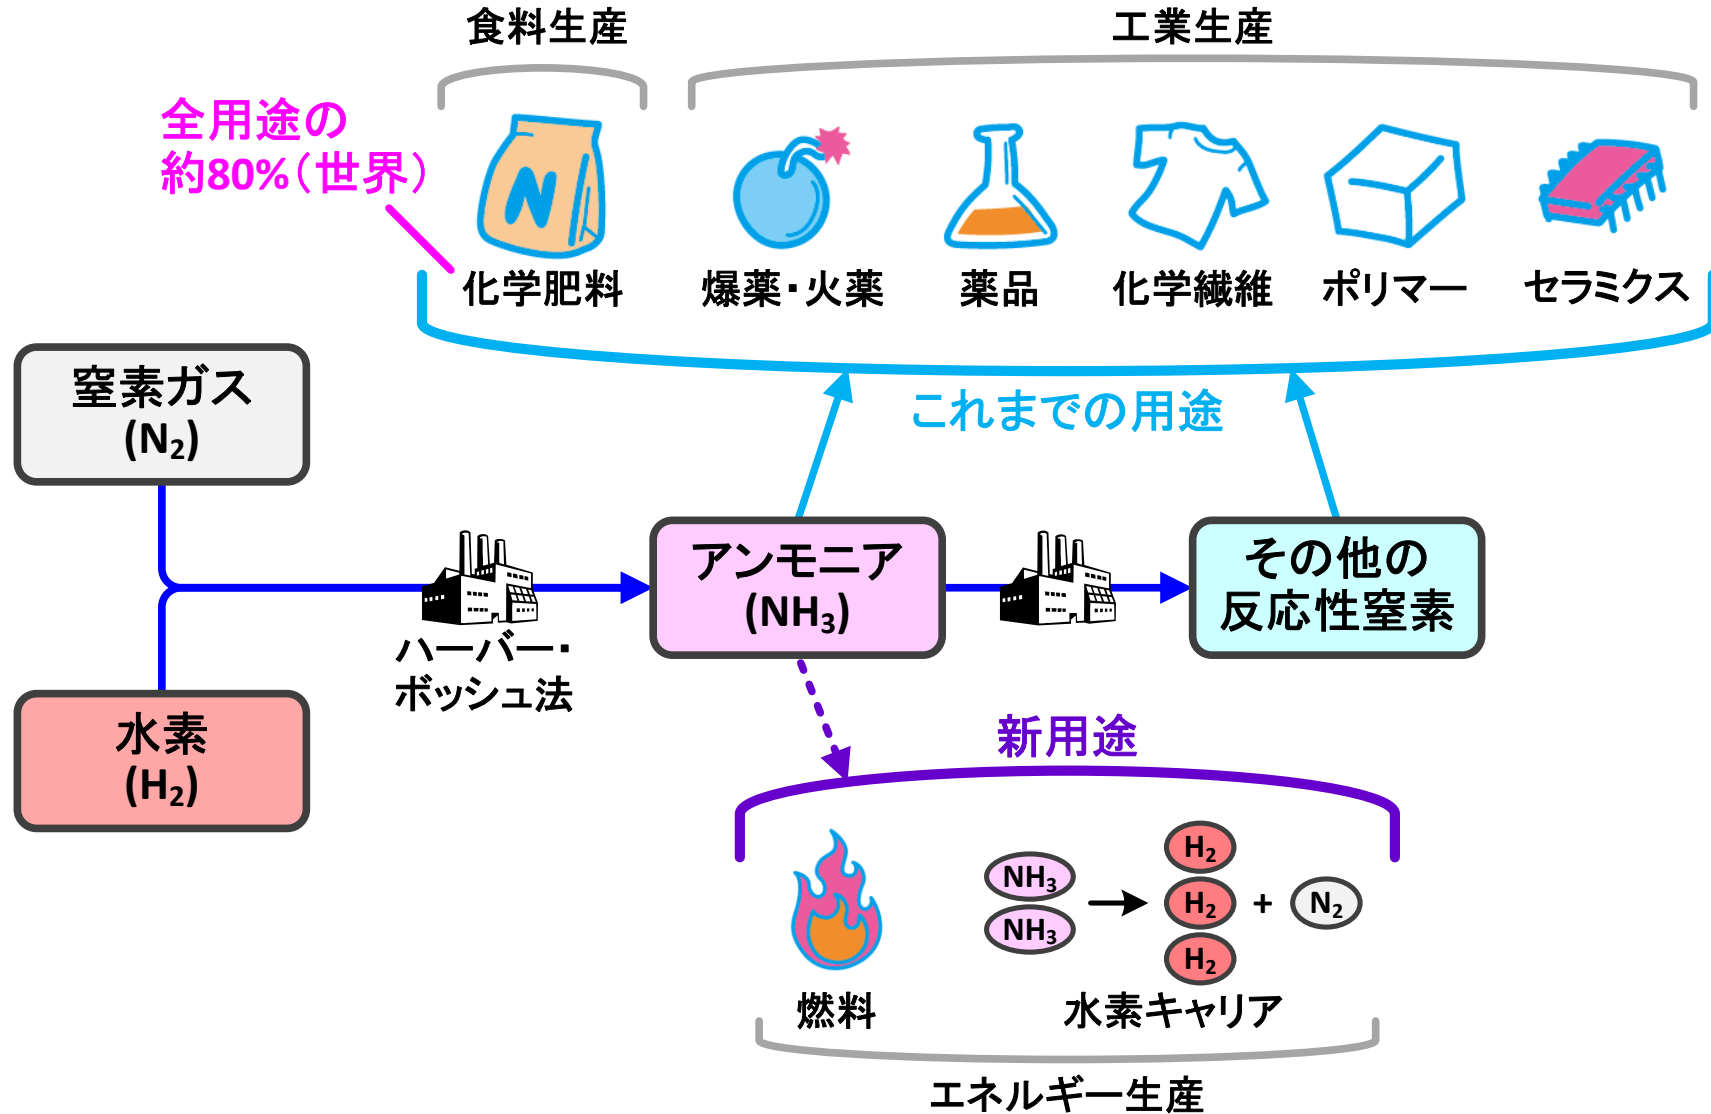 食料生産
工業生産
全用途の
約80%（世界）
N
化学肥料
爆薬・火薬
薬品
化学繊維
ポリマー
セラミクス
これまでの用途
窒素ガス
(N₂)
水素
(H₂)
ハーバー・
ボッシュ法
アンモニア
(NH₃)
その他の
反応性窒素
新用途
燃料
NH₃
NH₃
H₂
H₂
H₂
+
N₂
水素キャリア
エネルギー生産